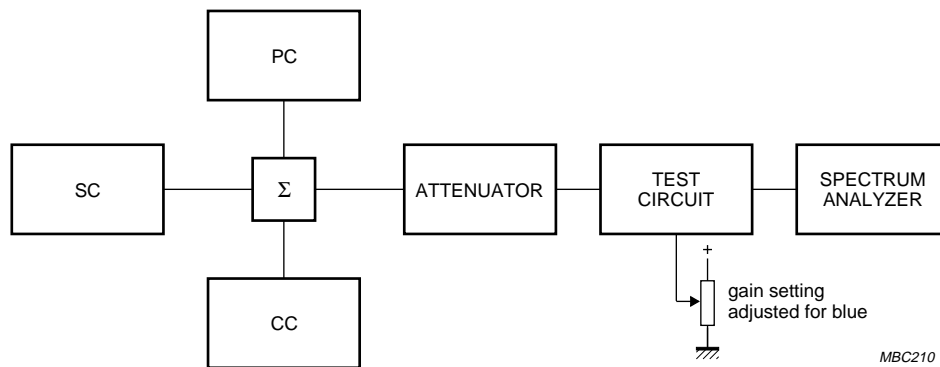 PC
SC
Σ
ATTENUATOR
TEST
CIRCUIT
SPECTRUM
ANALYZER
CC
+
gain setting
adjusted for blue
MBC210